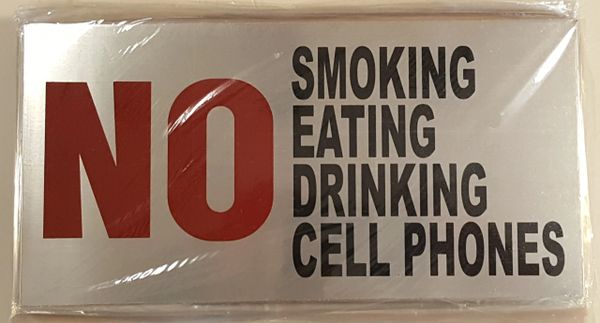 NO
SMOKING
EATING
DRINKING
CELL PHONES